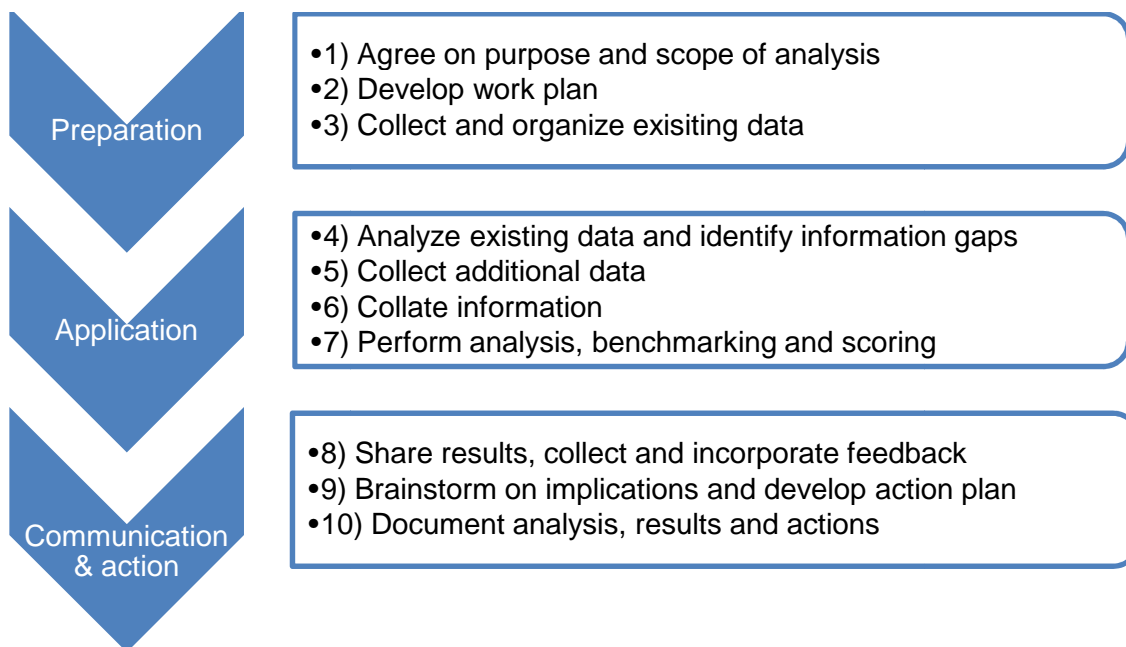 Preparation
•1) Agree on purpose and scope of analysis
•2) Develop work plan
•3) Collect and organize exisiting data
Application
•4) Analyze existing data and identify information gaps
•5) Collect additional data
•6) Collate information
•7) Perform analysis, benchmarking and scoring
Communication
& action
•8) Share results, collect and incorporate feedback
•9) Brainstorm on implications and develop action plan
•10) Document analysis, results and actions